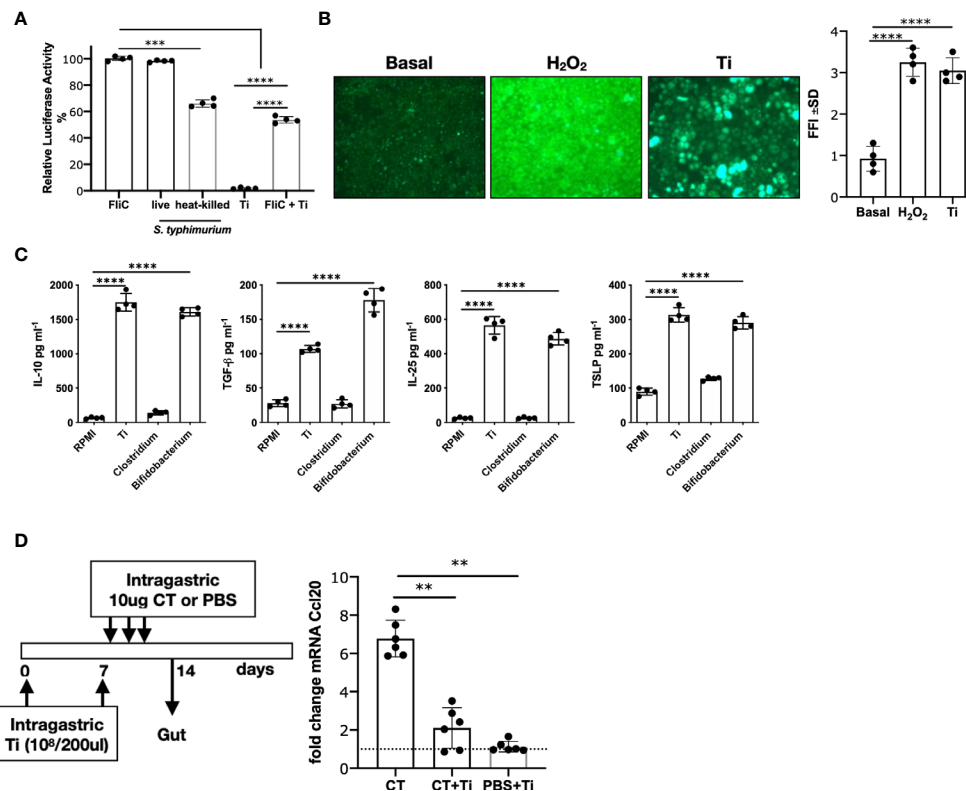 A
Relative Luciferase Activity
%
100
80
60
40
20
0
***
****
****
FliC
live
heat-killed
Ti
FliC + Ti
S. typhimurium
B
Basal
H₂O₂
Ti
FFI ±SD
4
3
2
1
0
****
****
Basal
H₂O₂
Ti
C
IL-10 pg ml⁻¹
2000
1500
1000
500
0
****
****
RPMI
Ti
Clostridium
Bifidobacterium
TGF-β pg ml⁻¹
200
150
100
50
0
****
****
RPMI
Ti
Clostridium
Bifidobacterium
IL-25 pg ml⁻¹
800
600
400
200
0
****
****
RPMI
Ti
Clostridium
Bifidobacterium
TSLP pg ml⁻¹
400
300
200
100
0
****
****
RPMI
Ti
Clostridium
Bifidobacterium
D
Intragastric
10ug CT or PBS
0
7
14
days
Intragastric
Ti (10⁸/200ul)
Gut
fold change mRNA Ccl20
10
8
6
4
2
0
**
**
CT
CT+Ti
PBS+Ti